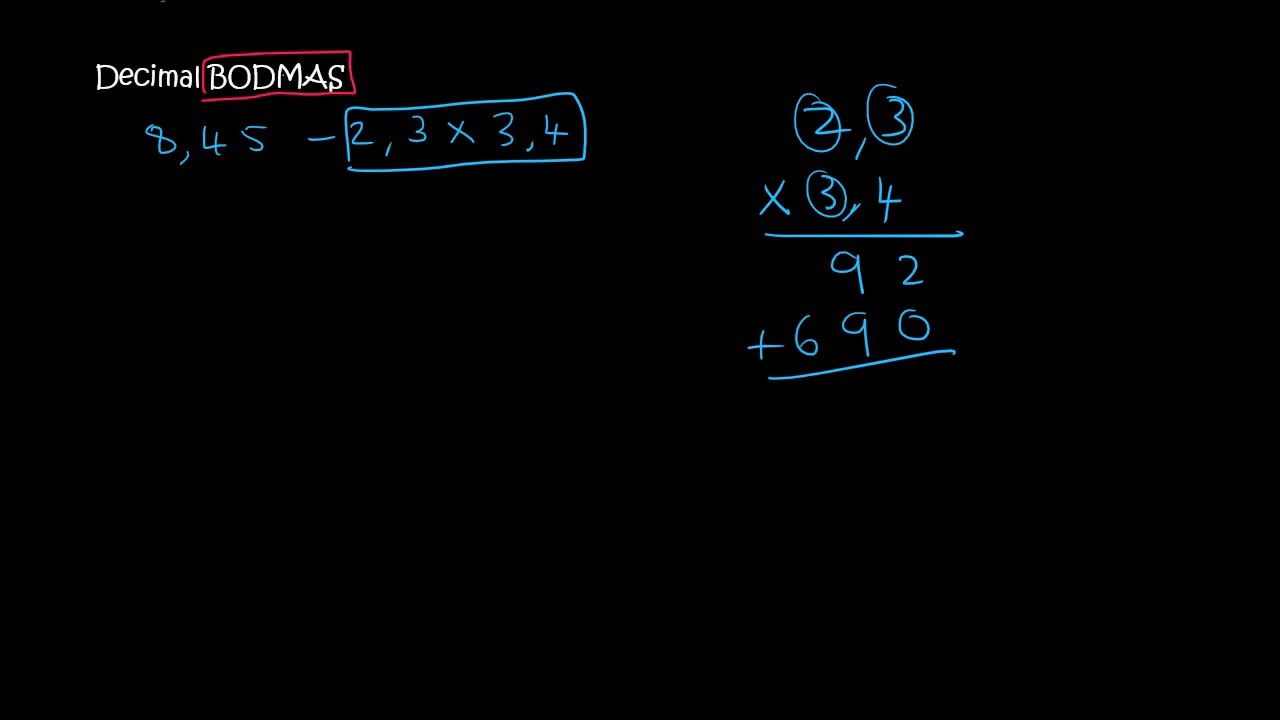 Decimal BODMAS
8,45 - 2,3 x 3,4
2,3
x 3,4
92
+ 690